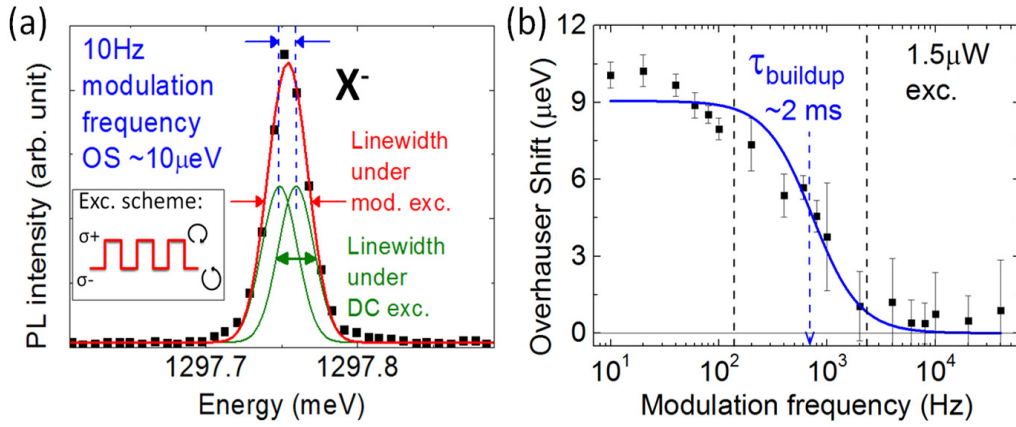 (a)
10Hz
modulation
frequency
OS ~10μeV
X-
Linewidth
under
mod. exc.
Linewidth
under
DC exc.
Exc. scheme:
σ+
σ-
PL intensity (arb. unit)
1297.7
1297.8
Energy (meV)
(b)
1.5μW
exc.
τbuildup
~2 ms
Overhauser Shift (μeV)
12
9
6
3
0
10¹
10²
10³
10⁴
Modulation frequency (Hz)